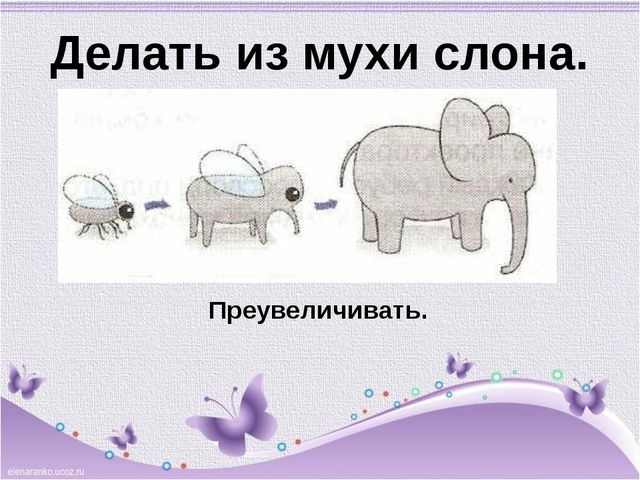 Делать из мухи слона.
Преувеличивать.
elenaranko.ucoz.ru